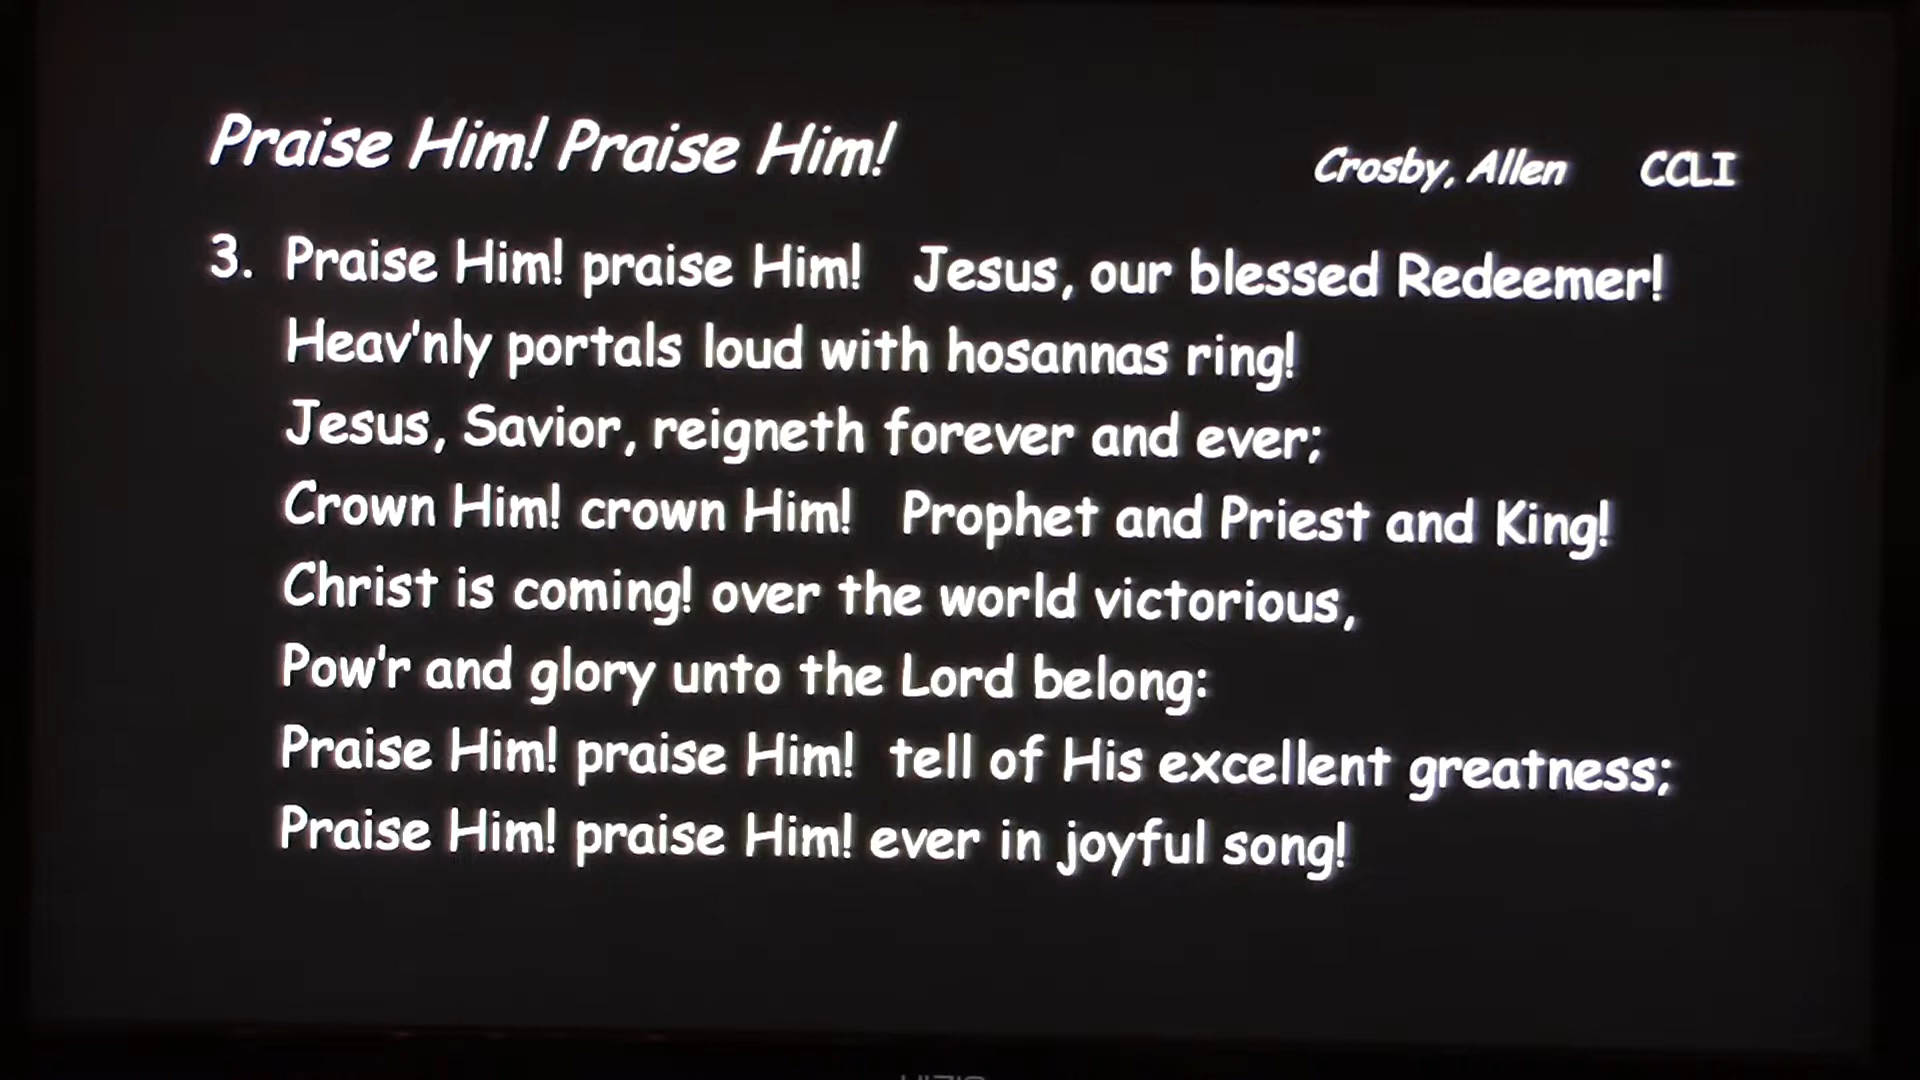 Praise Him! Praise Him! Crosby, Allen CCLI
3. Praise Him! praise Him! Jesus, our blessed Redeemer!
Heav'nly portals loud with hosannas ring!
Jesus, Savior, reigneth forever and ever;
Crown Him! crown Him! Prophet and Priest and King!
Christ is coming! over the world victorious,
Pow'r and glory unto the Lord belong:
Praise Him! praise Him! tell of His excellent greatness;
Praise Him! praise Him! ever in joyful song!